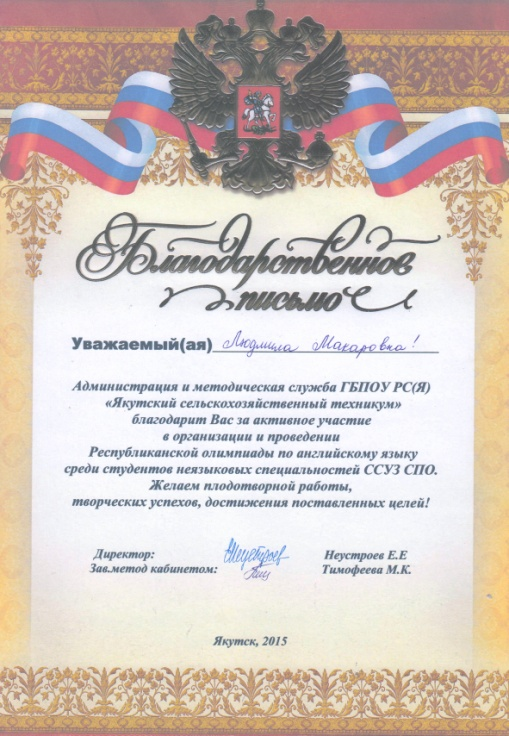 Благодарственное
письмо
Уважаемый(ая) Людмила Макаровна!
Администрация и методическая служба ГБПОУ РС(Я)
«Якутский сельскохозяйственный техникум»
благодарит Вас за активное участие
в организации и проведении
Республиканской олимпиады по английскому языку
среди студентов неязыковых специальностей ССУЗ СПО.
Желаем плодотворной работы,
творческих успехов, достижения поставленных целей!
Директор: Неустроев Неустроев Е.Е
Зав.метод кабинетом: Тимофеева М.К.
Якутск, 2015